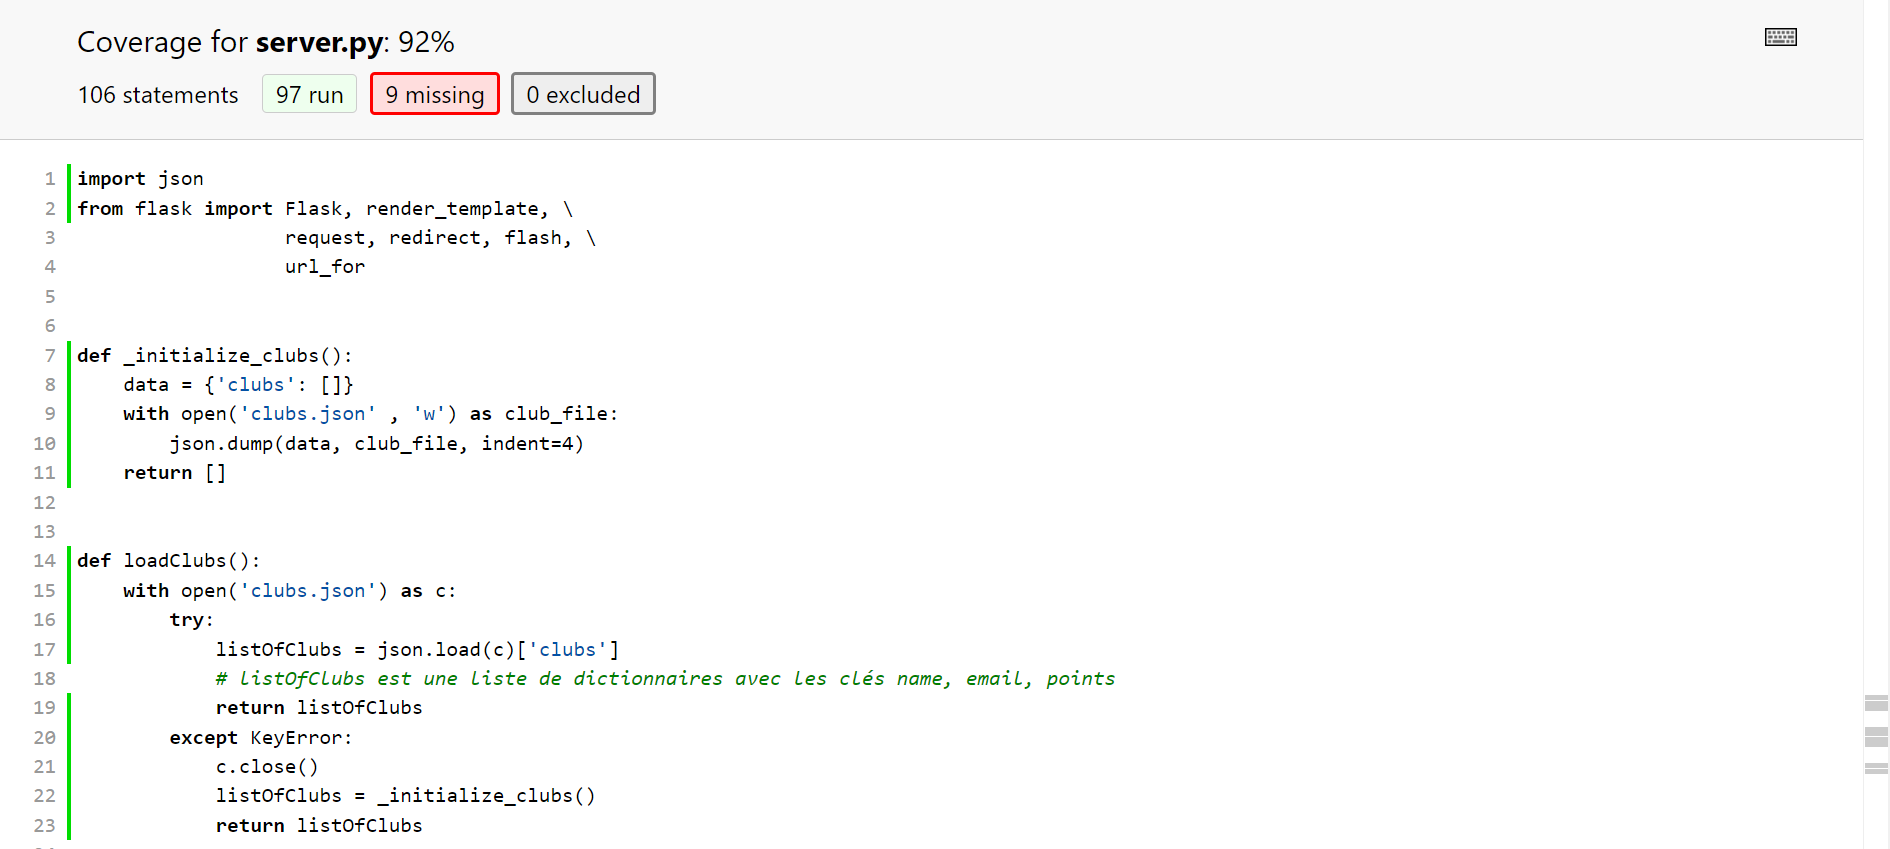 Coverage for server.py: 92%
106 statements 97 run 9 missing 0 excluded
1 import json
2 from flask import Flask, render_template, \
3 request, redirect, flash, \
4 url_for
5
6
7 def _initialize_clubs():
8 data = {'clubs': []}
9 with open('clubs.json' , 'w') as club_file:
10 json.dump(data, club_file, indent=4)
11 return []
12
13
14 def loadClubs():
15 with open('clubs.json') as c:
16 try:
17 listOfClubs = json.load(c)['clubs']
18 # listOfClubs est une liste de dictionnaires avec les clés name, email, points
19 return listOfClubs
20 except KeyError:
21 c.close()
22 listOfClubs = _initialize_clubs()
23 return listOfClubs